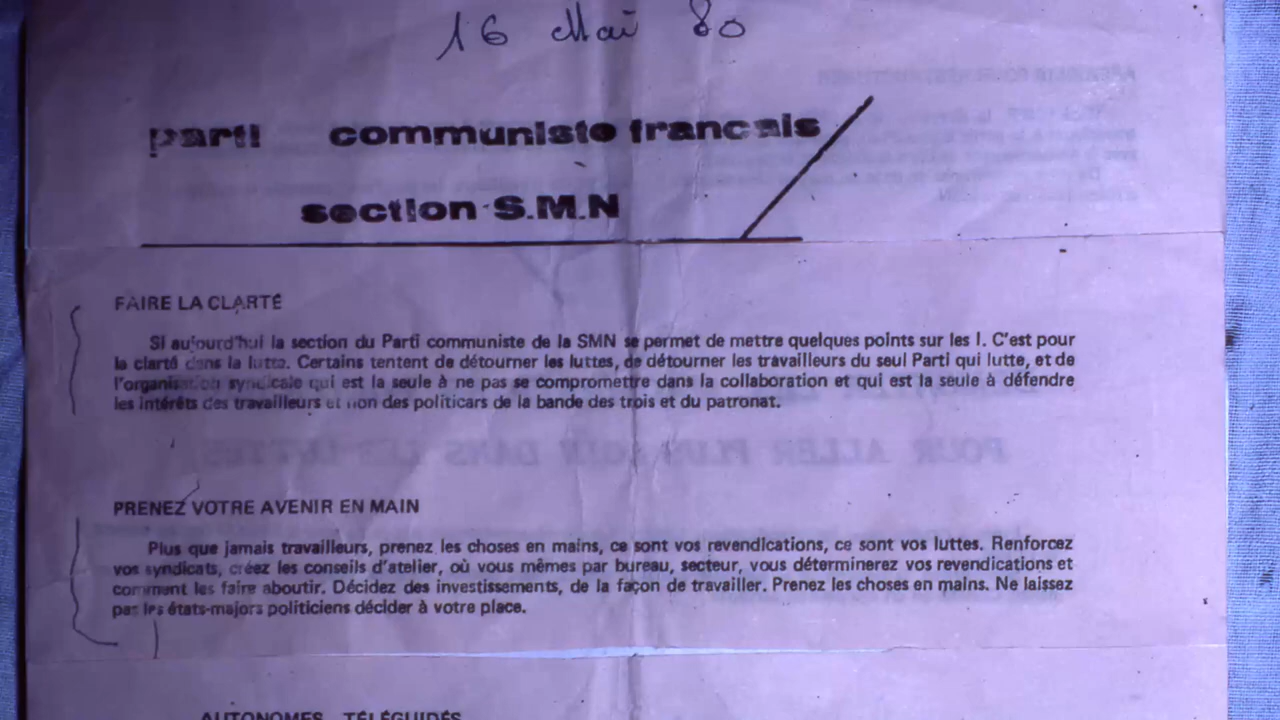 16 Mai 80
parti communiste francais
section S.M.N
FAIRE LA CLARTÉ
Si aujourd'hui la section du Parti communiste de la SMN se permet de mettre quelques points sur les I. C'est pour
la clarté dans la lutte. Certains tentent de détourner les luttes, de détourner les travailleurs du seul Parti qui lutte, et de
l'organisation syndicale qui est la seule à ne pas se compromettre dans la collaboration et qui est la seule à défendre
les intérêts des travailleurs et non des politicars de la bande des trois et du patronat.
PRENEZ VOTRE AVENIR EN MAIN
Plus que jamais travailleurs, prenez les choses en mains, ce sont vos revendications, ce sont vos luttes. Renforcez
vos syndicats, créez les conseils d'atelier, où vous mêmes par bureau, secteur, vous déterminerez vos revendications et
comment les faire aboutir. Décidez des investissements, de la façon de travailler. Prenez les choses en mains. Ne laissez
pas les états-majors politiciens décider à votre place.
AUTONOMES TÉLÉGUIDÉS